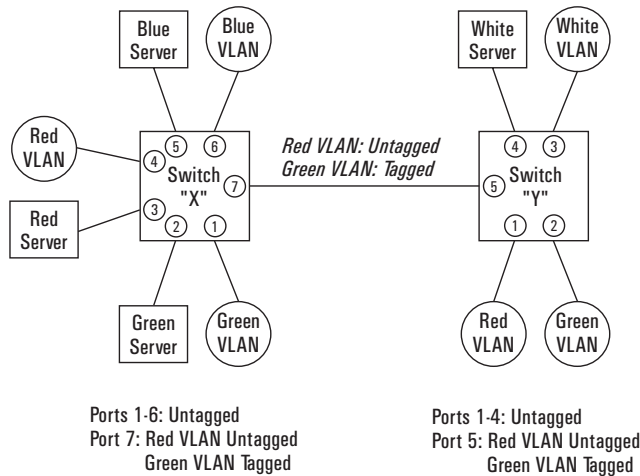 Blue
Server
Blue
VLAN
White
Server
White
VLAN
Red
VLAN
Red
Server
5
6
4
3
2
1
7
Switch
"X"
Red VLAN: Untagged
Green VLAN: Tagged
4
3
5
1
2
Switch
"Y"
Green
Server
Green
VLAN
Red
VLAN
Green
VLAN
Ports 1-6: Untagged
Port 7: Red VLAN Untagged
Green VLAN Tagged
Ports 1-4: Untagged
Port 5: Red VLAN Untagged
Green VLAN Tagged